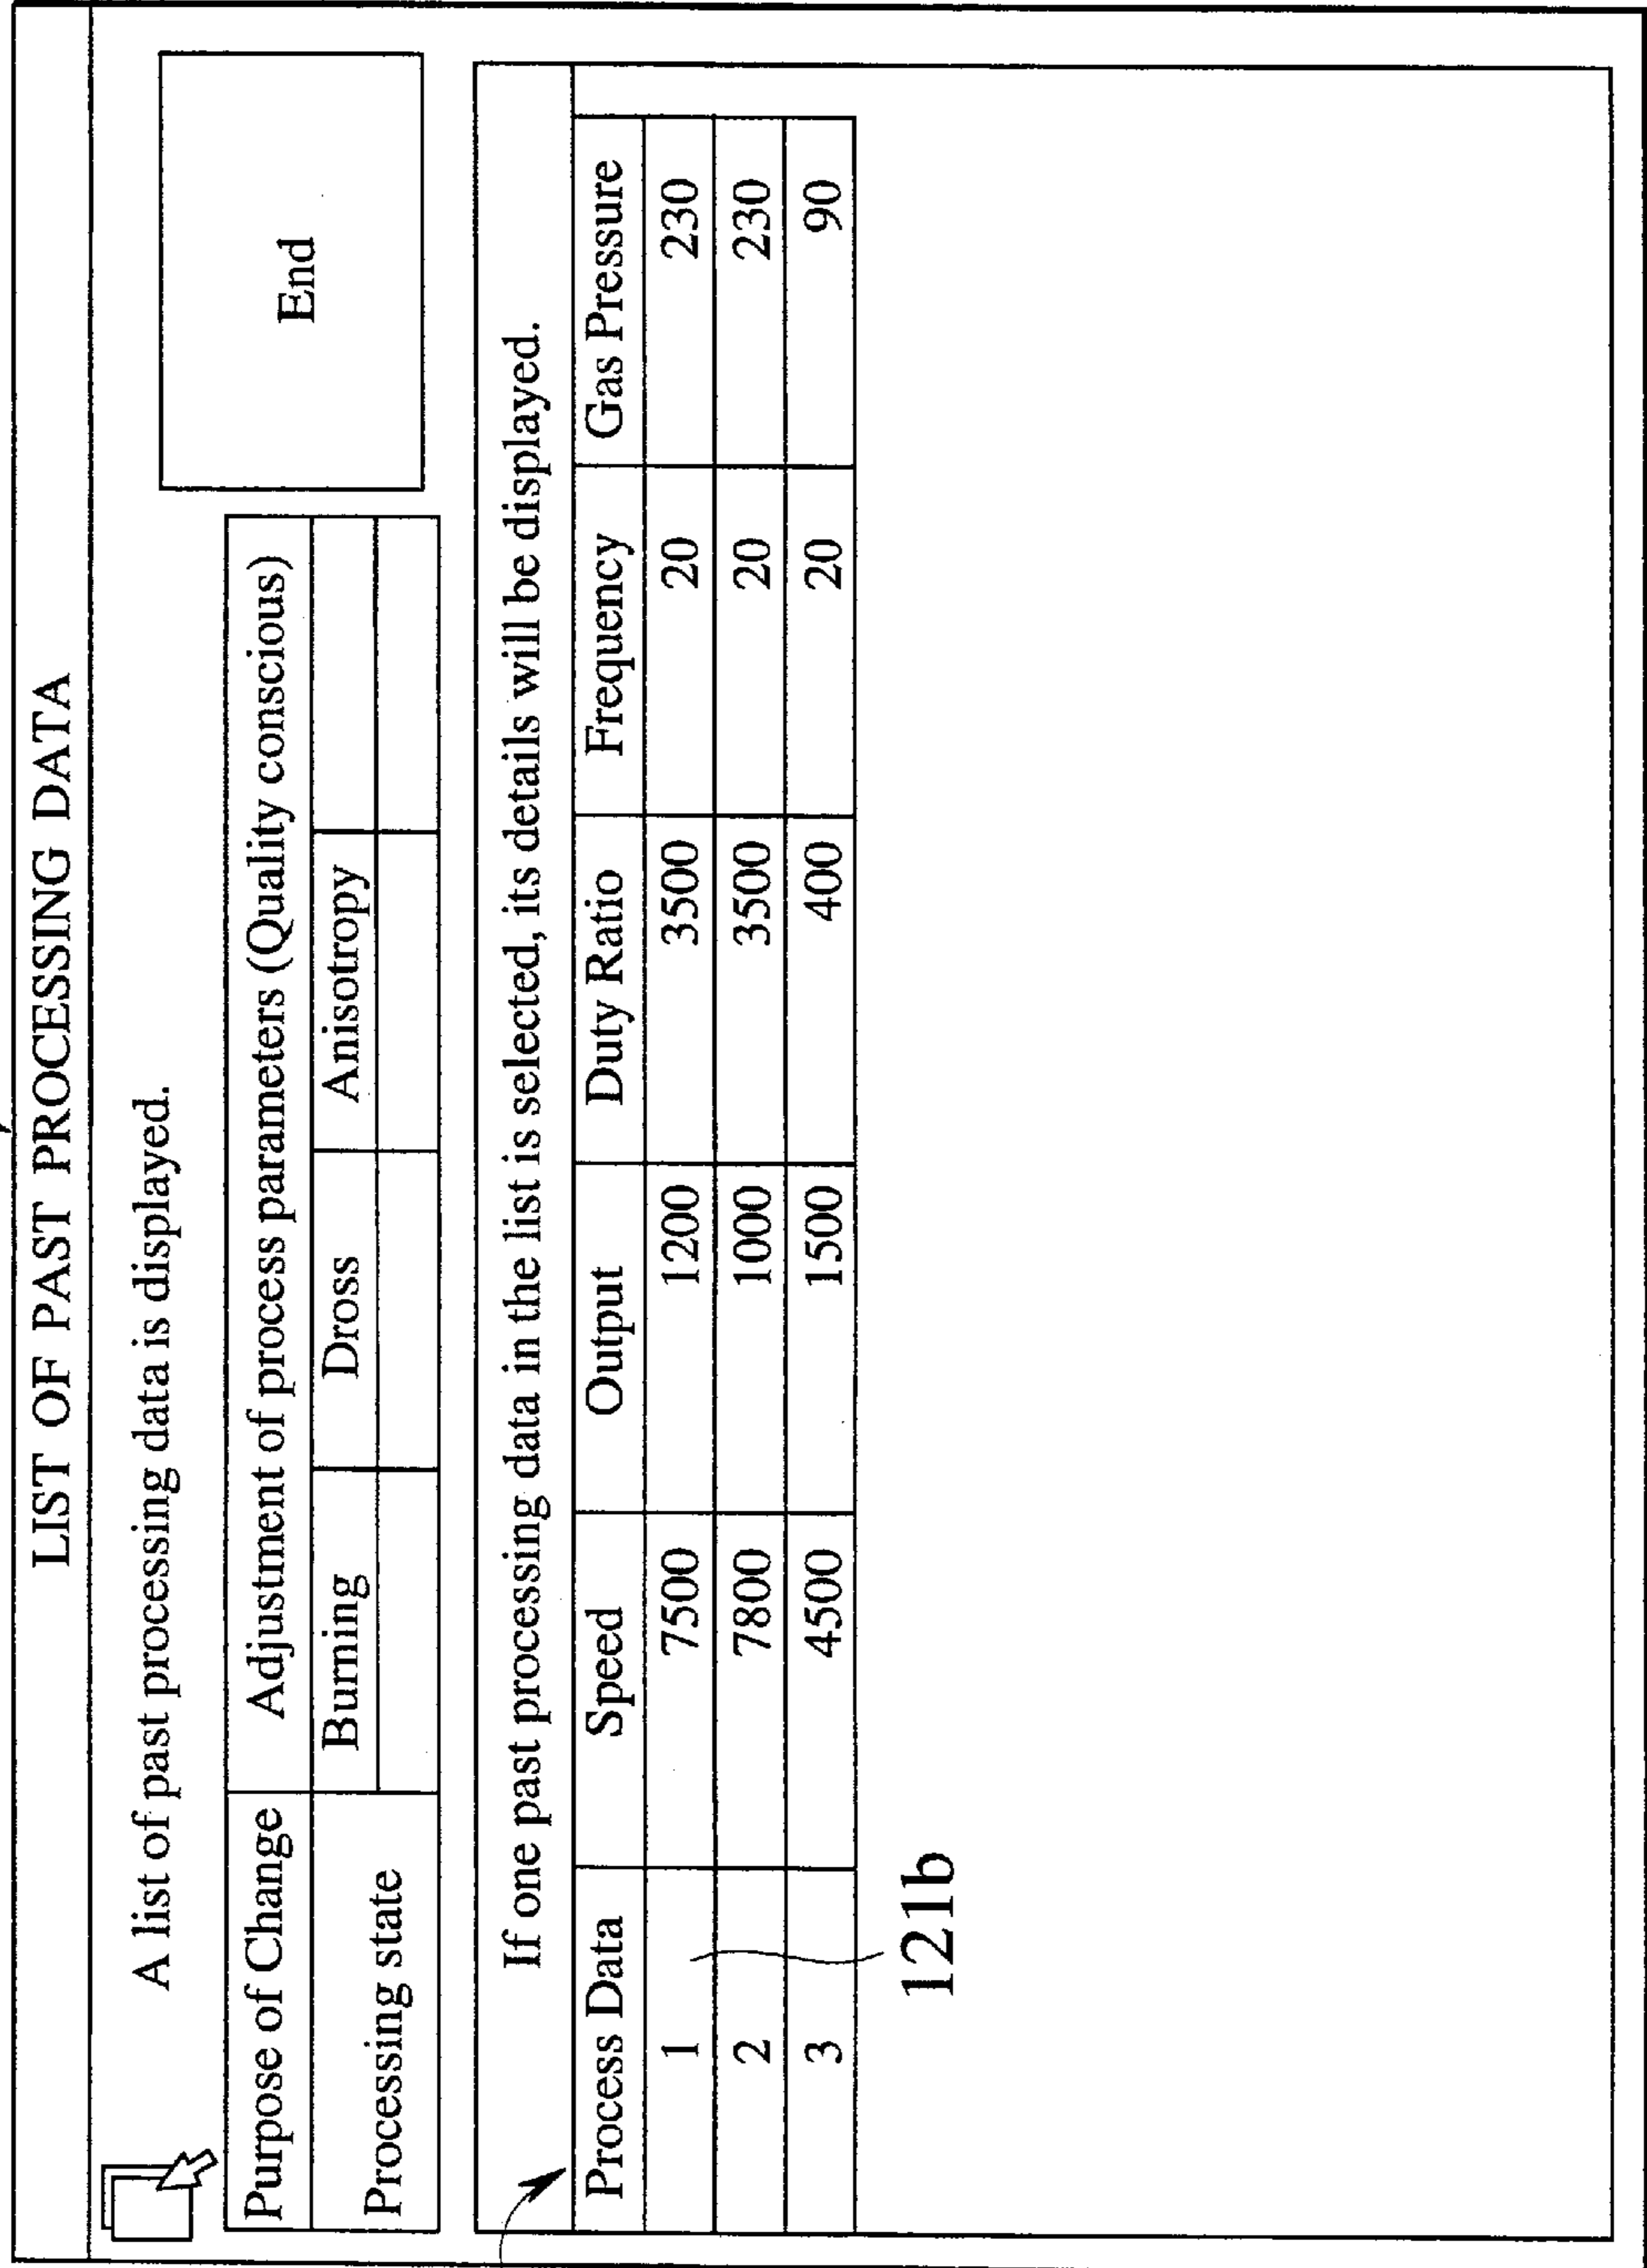 LIST OF PAST PROCESSING DATA
A list of past processing data is displayed.
End
Purpose of Change Adjustment of process parameters (Quality conscious)
Processing state Burning Dross Anisotropy
If one past processing data in the list is selected, its details will be displayed.
Process Data Speed Output Duty Ratio Frequency Gas Pressure
1 7500 1200 3500 20 230
2 7800 1000 3500 20 230
3 4500 1500 400 20 90
121b